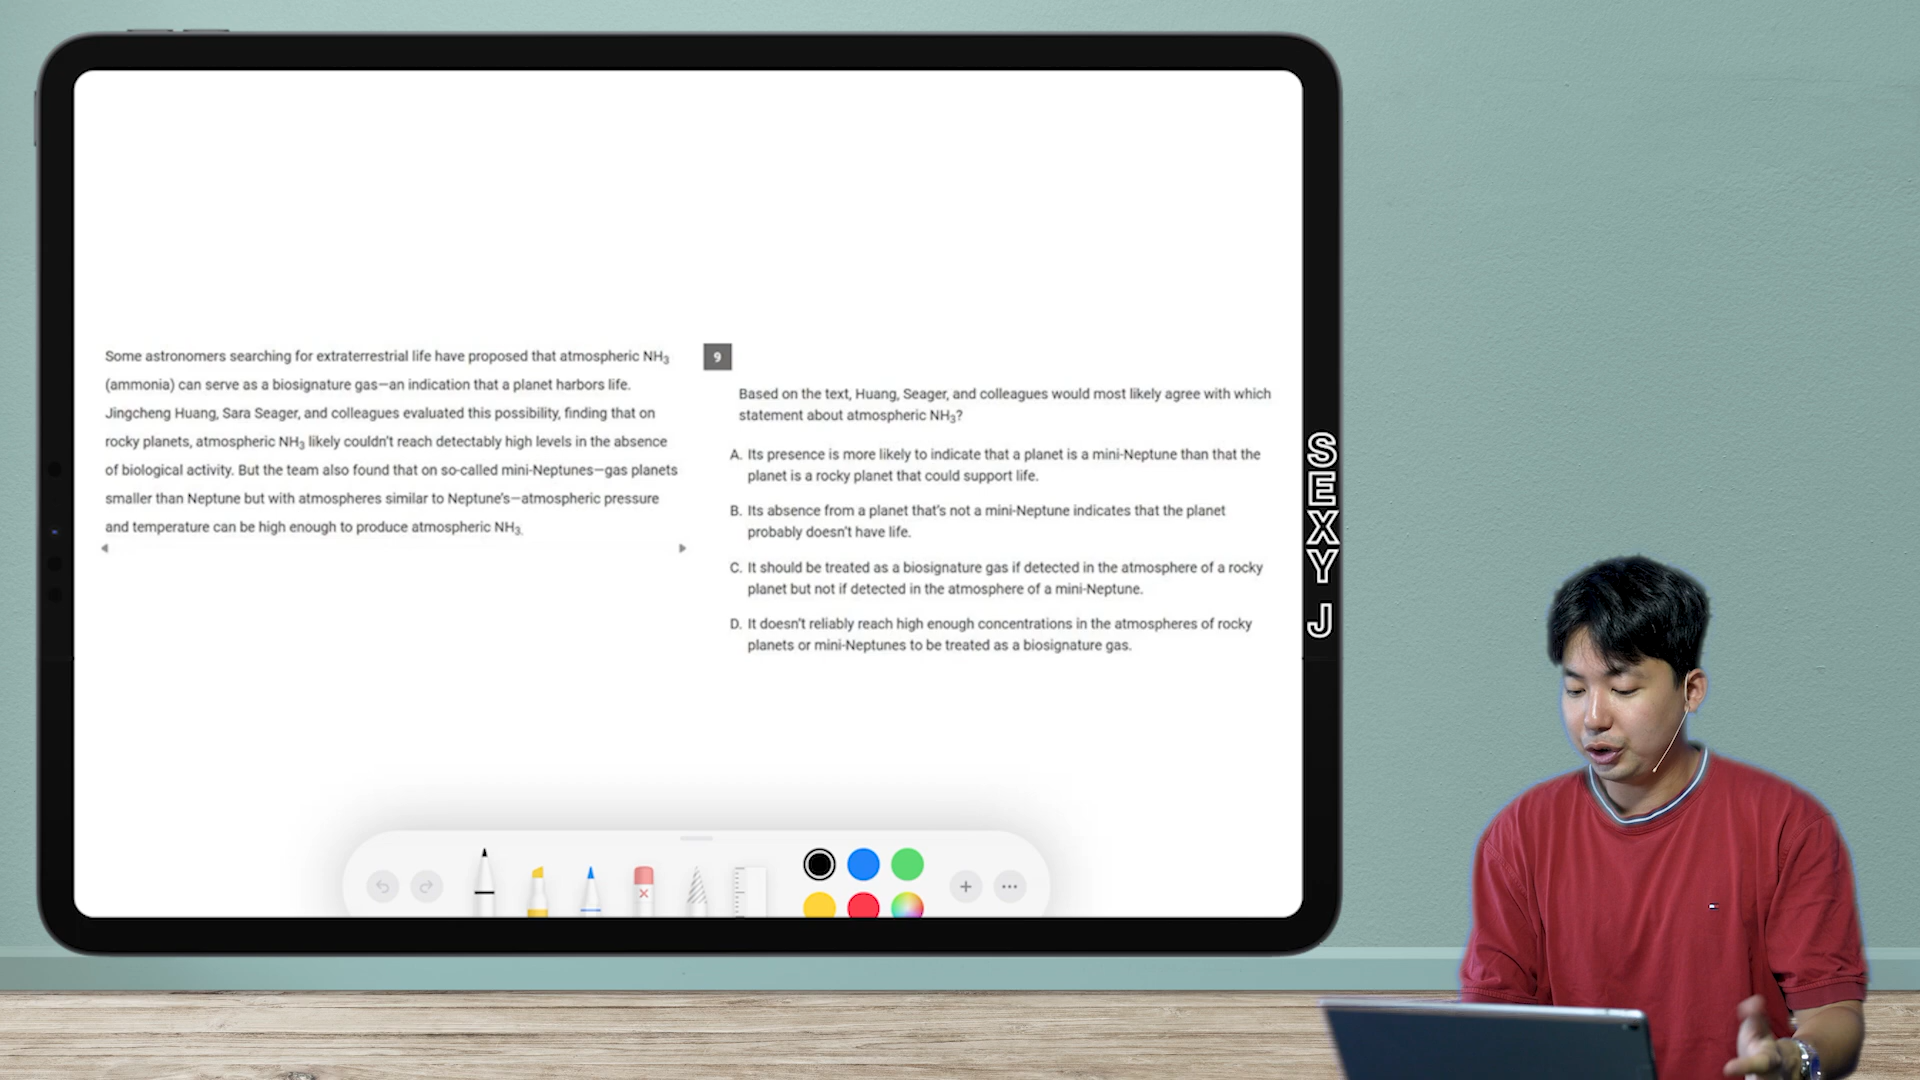 Some astronomers searching for extraterrestrial life have proposed that atmospheric NH₃
(ammonia) can serve as a biosignature gas—an indication that a planet harbors life.
Jingcheng Huang, Sara Seager, and colleagues evaluated this possibility, finding that on
rocky planets, atmospheric NH₃ likely couldn't reach detectably high levels in the absence
of biological activity. But the team also found that on so-called mini-Neptunes—gas planets
smaller than Neptune but with atmospheres similar to Neptune's—atmospheric pressure
and temperature can be high enough to produce atmospheric NH₃.
9
Based on the text, Huang, Seager, and colleagues would most likely agree with which
statement about atmospheric NH₃?
A. Its presence is more likely to indicate that a planet is a mini-Neptune than that the
planet is a rocky planet that could support life.
B. Its absence from a planet that's not a mini-Neptune indicates that the planet
probably doesn't have life.
C. It should be treated as a biosignature gas if detected in the atmosphere of a rocky
planet but not if detected in the atmosphere of a mini-Neptune.
D. It doesn't reliably reach high enough concentrations in the atmospheres of rocky
planets or mini-Neptunes to be treated as a biosignature gas.
SEXY J